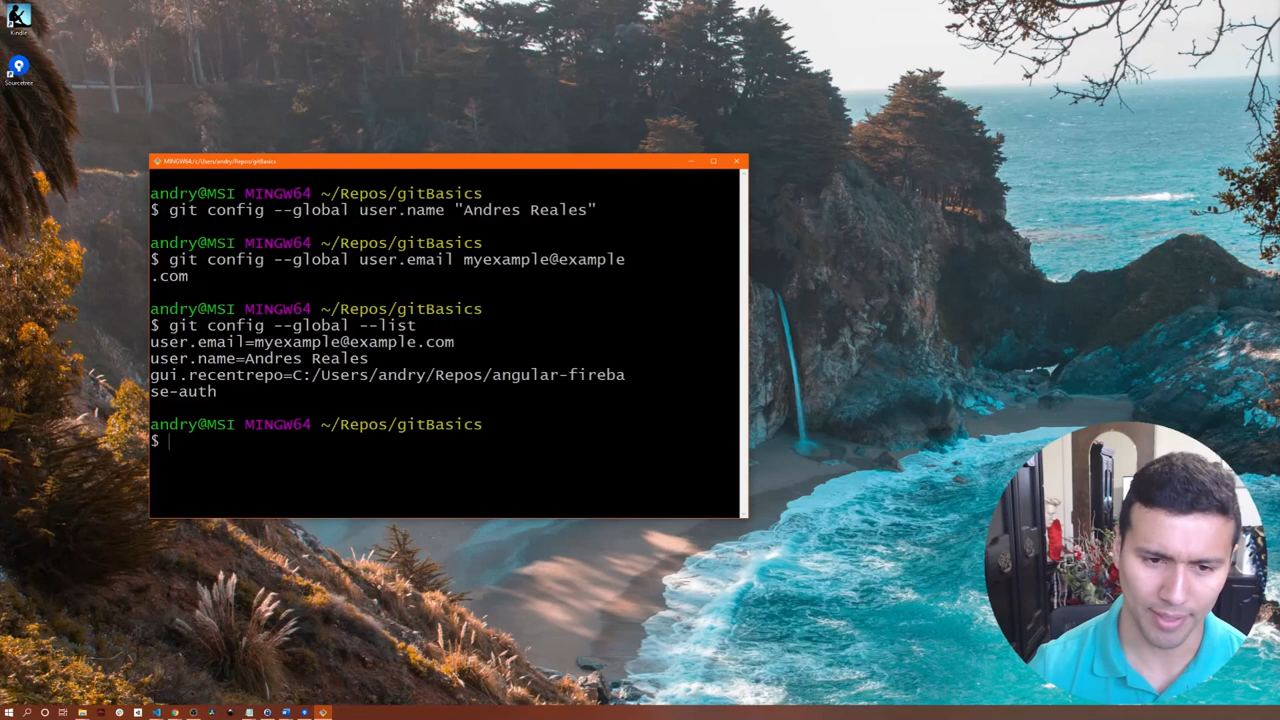 Kindle
Sourcetree
MINGW64:/c/Users/andry/Repos/gitBasics
andry@MSI MINGW64 ~/Repos/gitBasics
$ git config --global user.name "Andres Reales"
andry@MSI MINGW64 ~/Repos/gitBasics
$ git config --global user.email myexample@example
.com
andry@MSI MINGW64 ~/Repos/gitBasics
$ git config --global --list
user.email=myexample@example.com
user.name=Andres Reales
gui.recentrepo=C:/Users/andry/Repos/angular-fireba
se-auth
andry@MSI MINGW64 ~/Repos/gitBasics
$